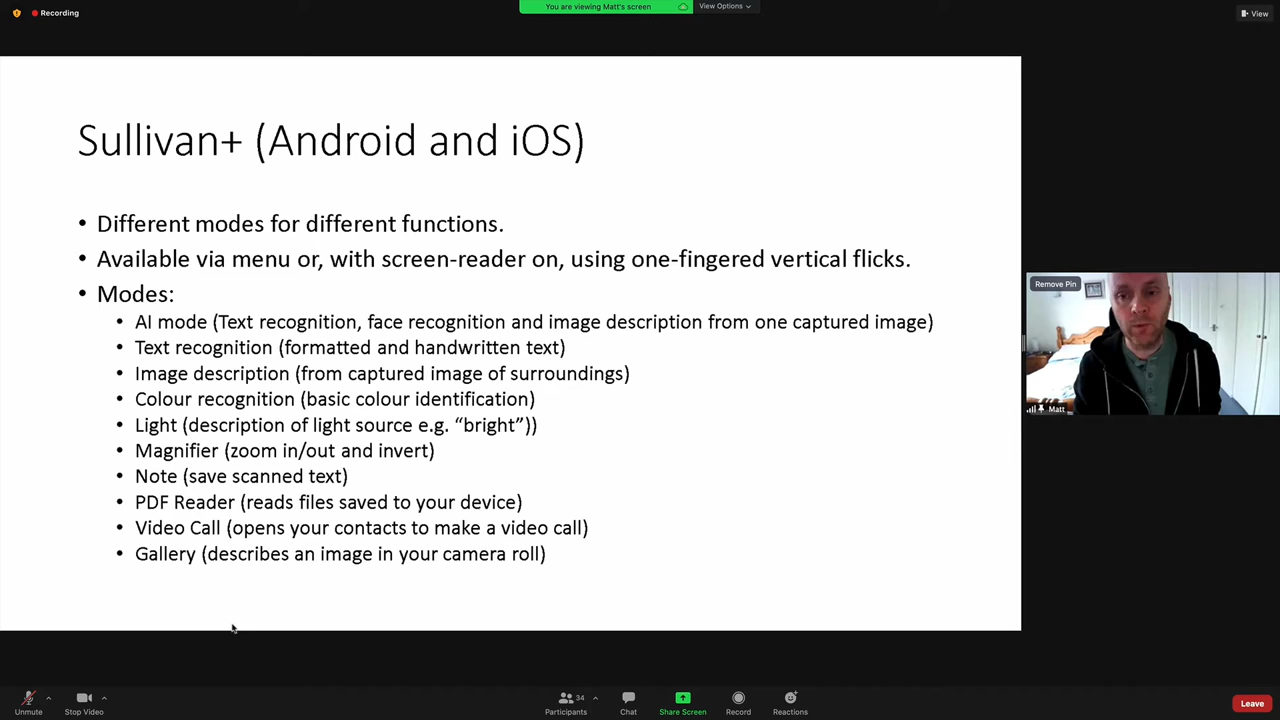 Recording
You are viewing Matt's screen
View Options
View
Sullivan+ (Android and iOS)
• Different modes for different functions.
• Available via menu or, with screen-reader on, using one-fingered vertical flicks.
• Modes:
• AI mode (Text recognition, face recognition and image description from one captured image)
• Text recognition (formatted and handwritten text)
• Image description (from captured image of surroundings)
• Colour recognition (basic colour identification)
• Light (description of light source e.g. “bright”))
• Magnifier (zoom in/out and invert)
• Note (save scanned text)
• PDF Reader (reads files saved to your device)
• Video Call (opens your contacts to make a video call)
• Gallery (describes an image in your camera roll)
Remove Pin
Matt
Unmute
Stop Video
34
Participants
Chat
Share Screen
Record
Reactions
Leave